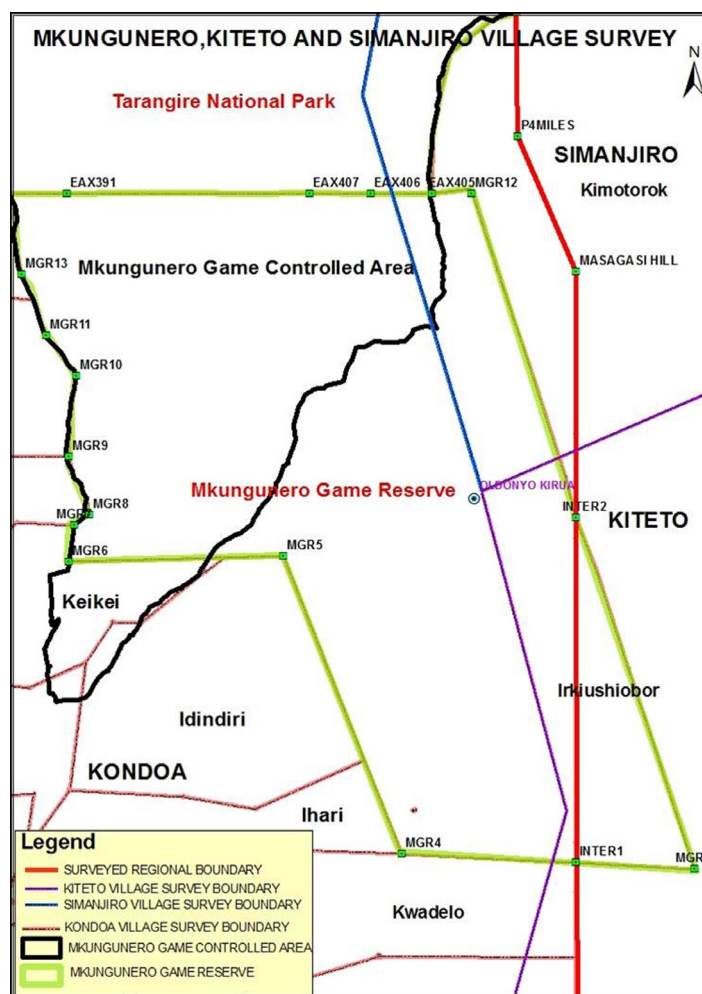 MKUNGUNERO,KITETO AND SIMANJIRO VILLAGE SURVEY
N
Tarangire National Park
P4MILES
SIMANJIRO
Kimotorok
EAX391
EAX407
EAX406
EAX405
MGR12
MGR13
Mkungunero Game Controlled Area
MASAGASI HILL
MGR11
MGR10
MGR9
Mkungunero Game Reserve
OLDONYO KIRUA
MGR8
MGR7
INTER2
KITETO
MGR6
MGR5
Keikei
Irkiushiobor
Idindiri
KONDOA
Ihari
MGR4
INTER1
Kwadelo
Legend
SURVEYED REGIONAL BOUNDARY
KITETO VILLAGE SURVEY BOUNDARY
SIMANJIRO VILLAGE SURVEY BOUNDARY
KONDOA VILLAGE SURVEY BOUNDARY
MKUNGUNERO GAME CONTROLLED AREA
MKUNGUNERO GAME RESERVE